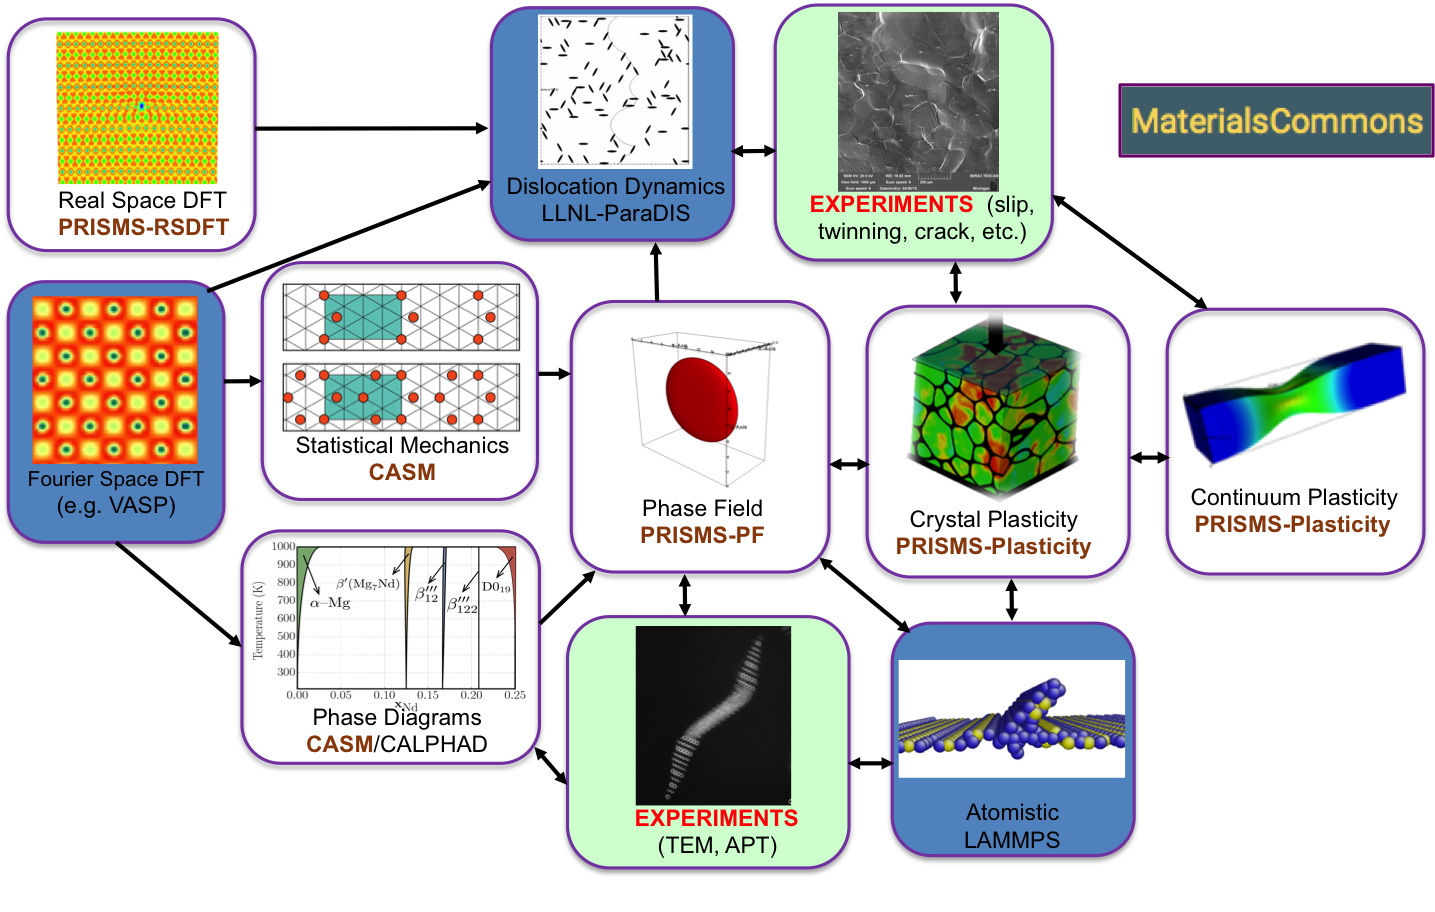 Real Space DFT
PRISMS-RSDFT
Dislocation Dynamics
LLNL-ParaDIS
EXPERIMENTS (slip,
twinning, crack, etc.)
MaterialsCommons
Fourier Space DFT
(e.g. VASP)
Statistical Mechanics
CASM
Phase Field
PRISMS-PF
Crystal Plasticity
PRISMS-Plasticity
Continuum Plasticity
PRISMS-Plasticity
Temperature (K)
1000
900
800
700
600
500
400
300
α–Mg
β′(Mg₇Nd)
β‴₁₂
β‴₁₂₂
D0₁₉
0.00 0.05 0.10 0.15 0.20 0.25
xNd
Phase Diagrams
CASM/CALPHAD
EXPERIMENTS
(TEM, APT)
Atomistic
LAMMPS